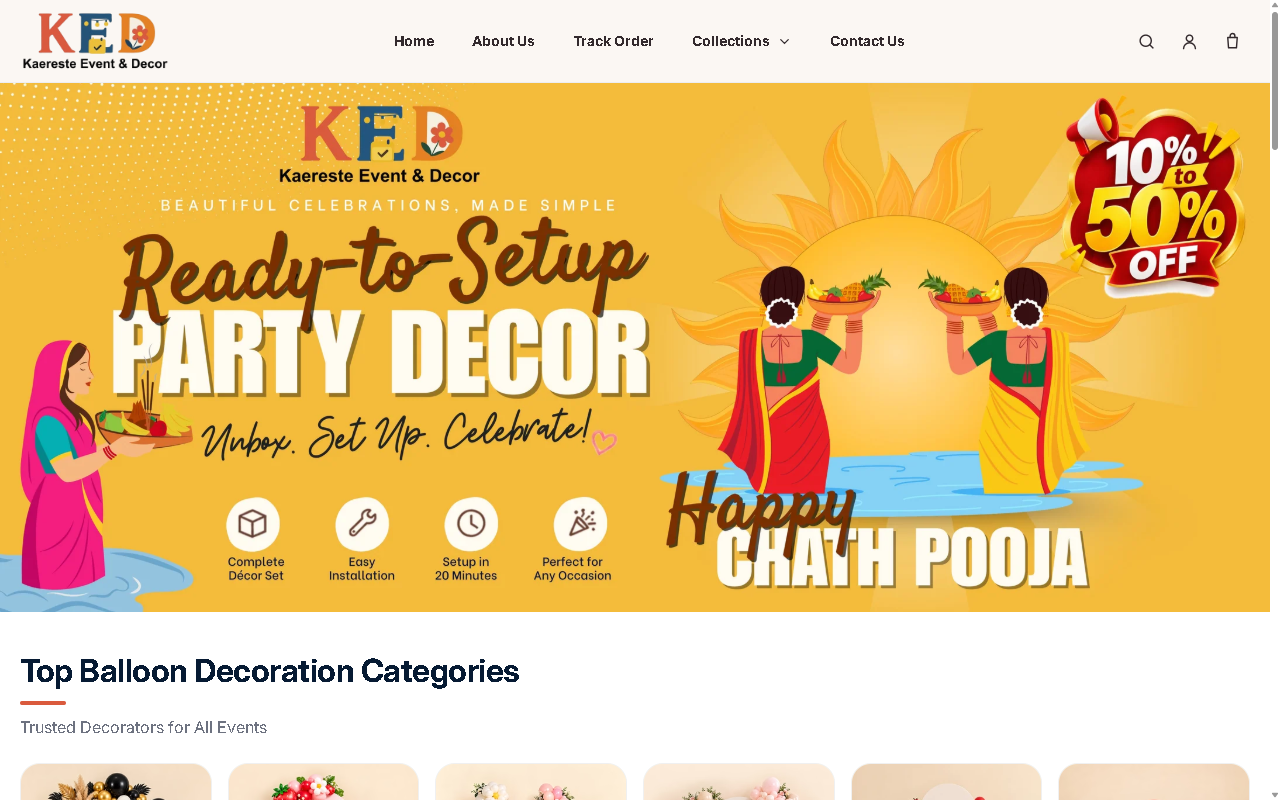 KED
Kaereste Event & Decor
Home
About Us
Track Order
Collections
Contact Us
KED
Kaereste Event & Decor
BEAUTIFUL CELEBRATIONS, MADE SIMPLE
Ready-to-Setup
PARTY DECOR
Unbox. Set Up. Celebrate!
Complete
Décor Set
Easy
Installation
Setup in
20 Minutes
Perfect for
Any Occasion
10%
to
50%
OFF
Happy
CHATH POOJA
Top Balloon Decoration Categories
Trusted Decorators for All Events